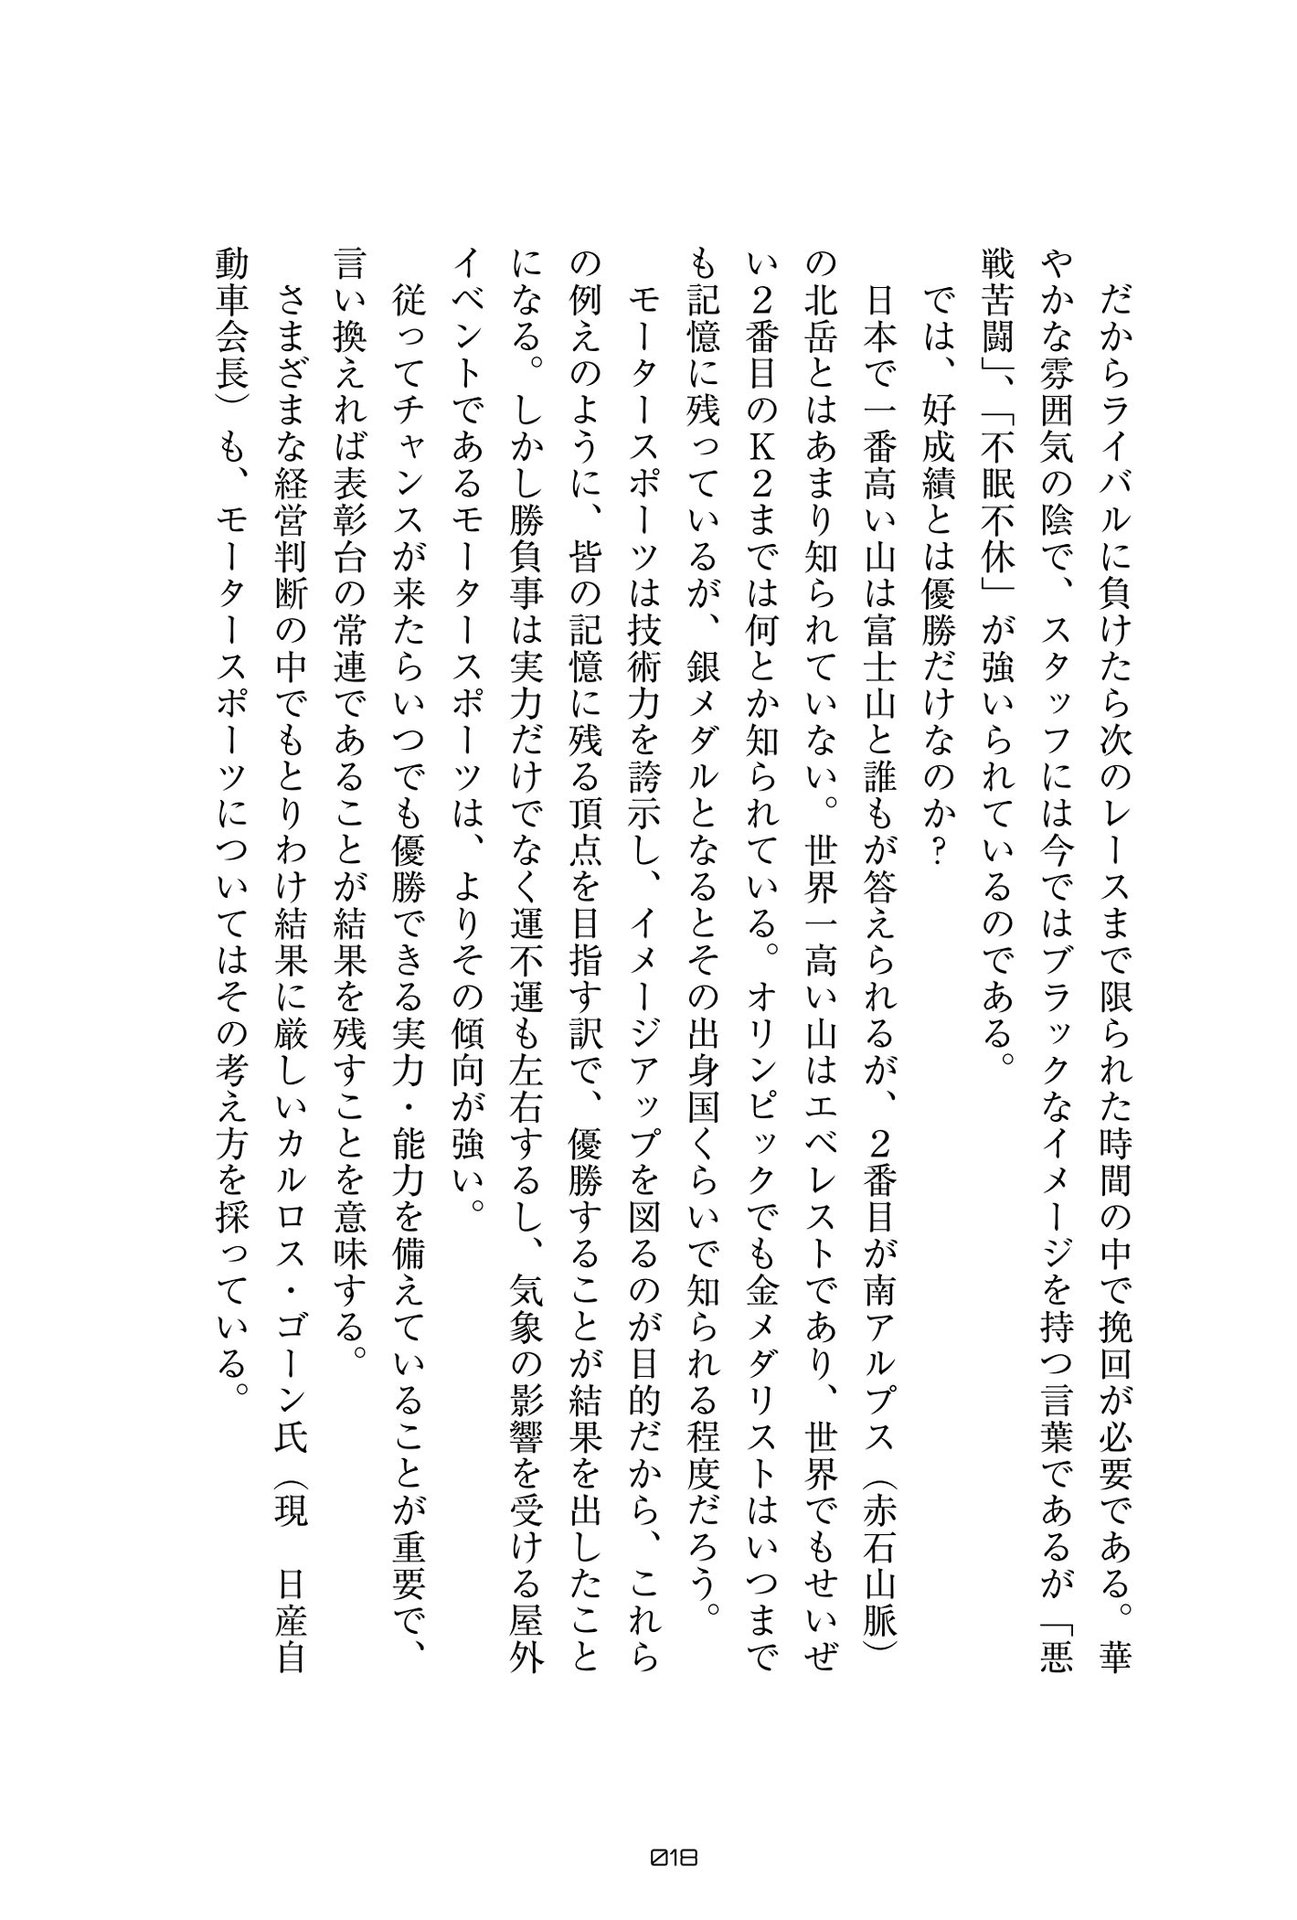 だからライバルに負けたら次のレースまで限られた時間の中で挽回が必要である。華
やかな雰囲気の陰で、スタッフには今ではブラックなイメージを持つ言葉であるが「悪
戦苦闘」、「不眠不休」が強いられているのである。
　では、好成績とは優勝だけなのか?
　日本で一番高い山は富士山と誰もが答えられるが、２番目が南アルプス（赤石山脈）
の北岳とはあまり知られていない。世界一高い山はエベレストであり、世界でもせいぜ
い２番目のＫ２までは何とか知られている。オリンピックでも金メダリストはいつまで
も記憶に残っているが、銀メダルとなるとその出身国くらいで知られる程度だろう。
　モータースポーツは技術力を誇示し、イメージアップを図るのが目的だから、これら
の例えのように、皆の記憶に残る頂点を目指す訳で、優勝することが結果を出したこと
になる。しかし勝負事は実力だけでなく運不運も左右するし、気象の影響を受ける屋外
イベントであるモータースポーツは、よりその傾向が強い。
　従ってチャンスが来たらいつでも優勝できる実力・能力を備えていることが重要で、
言い換えれば表彰台の常連であることが結果を残すことを意味する。
　さまざまな経営判断の中でもとりわけ結果に厳しいカルロス・ゴーン氏（現　日産自
動車会長）も、モータースポーツについてはその考え方を採っている。
018